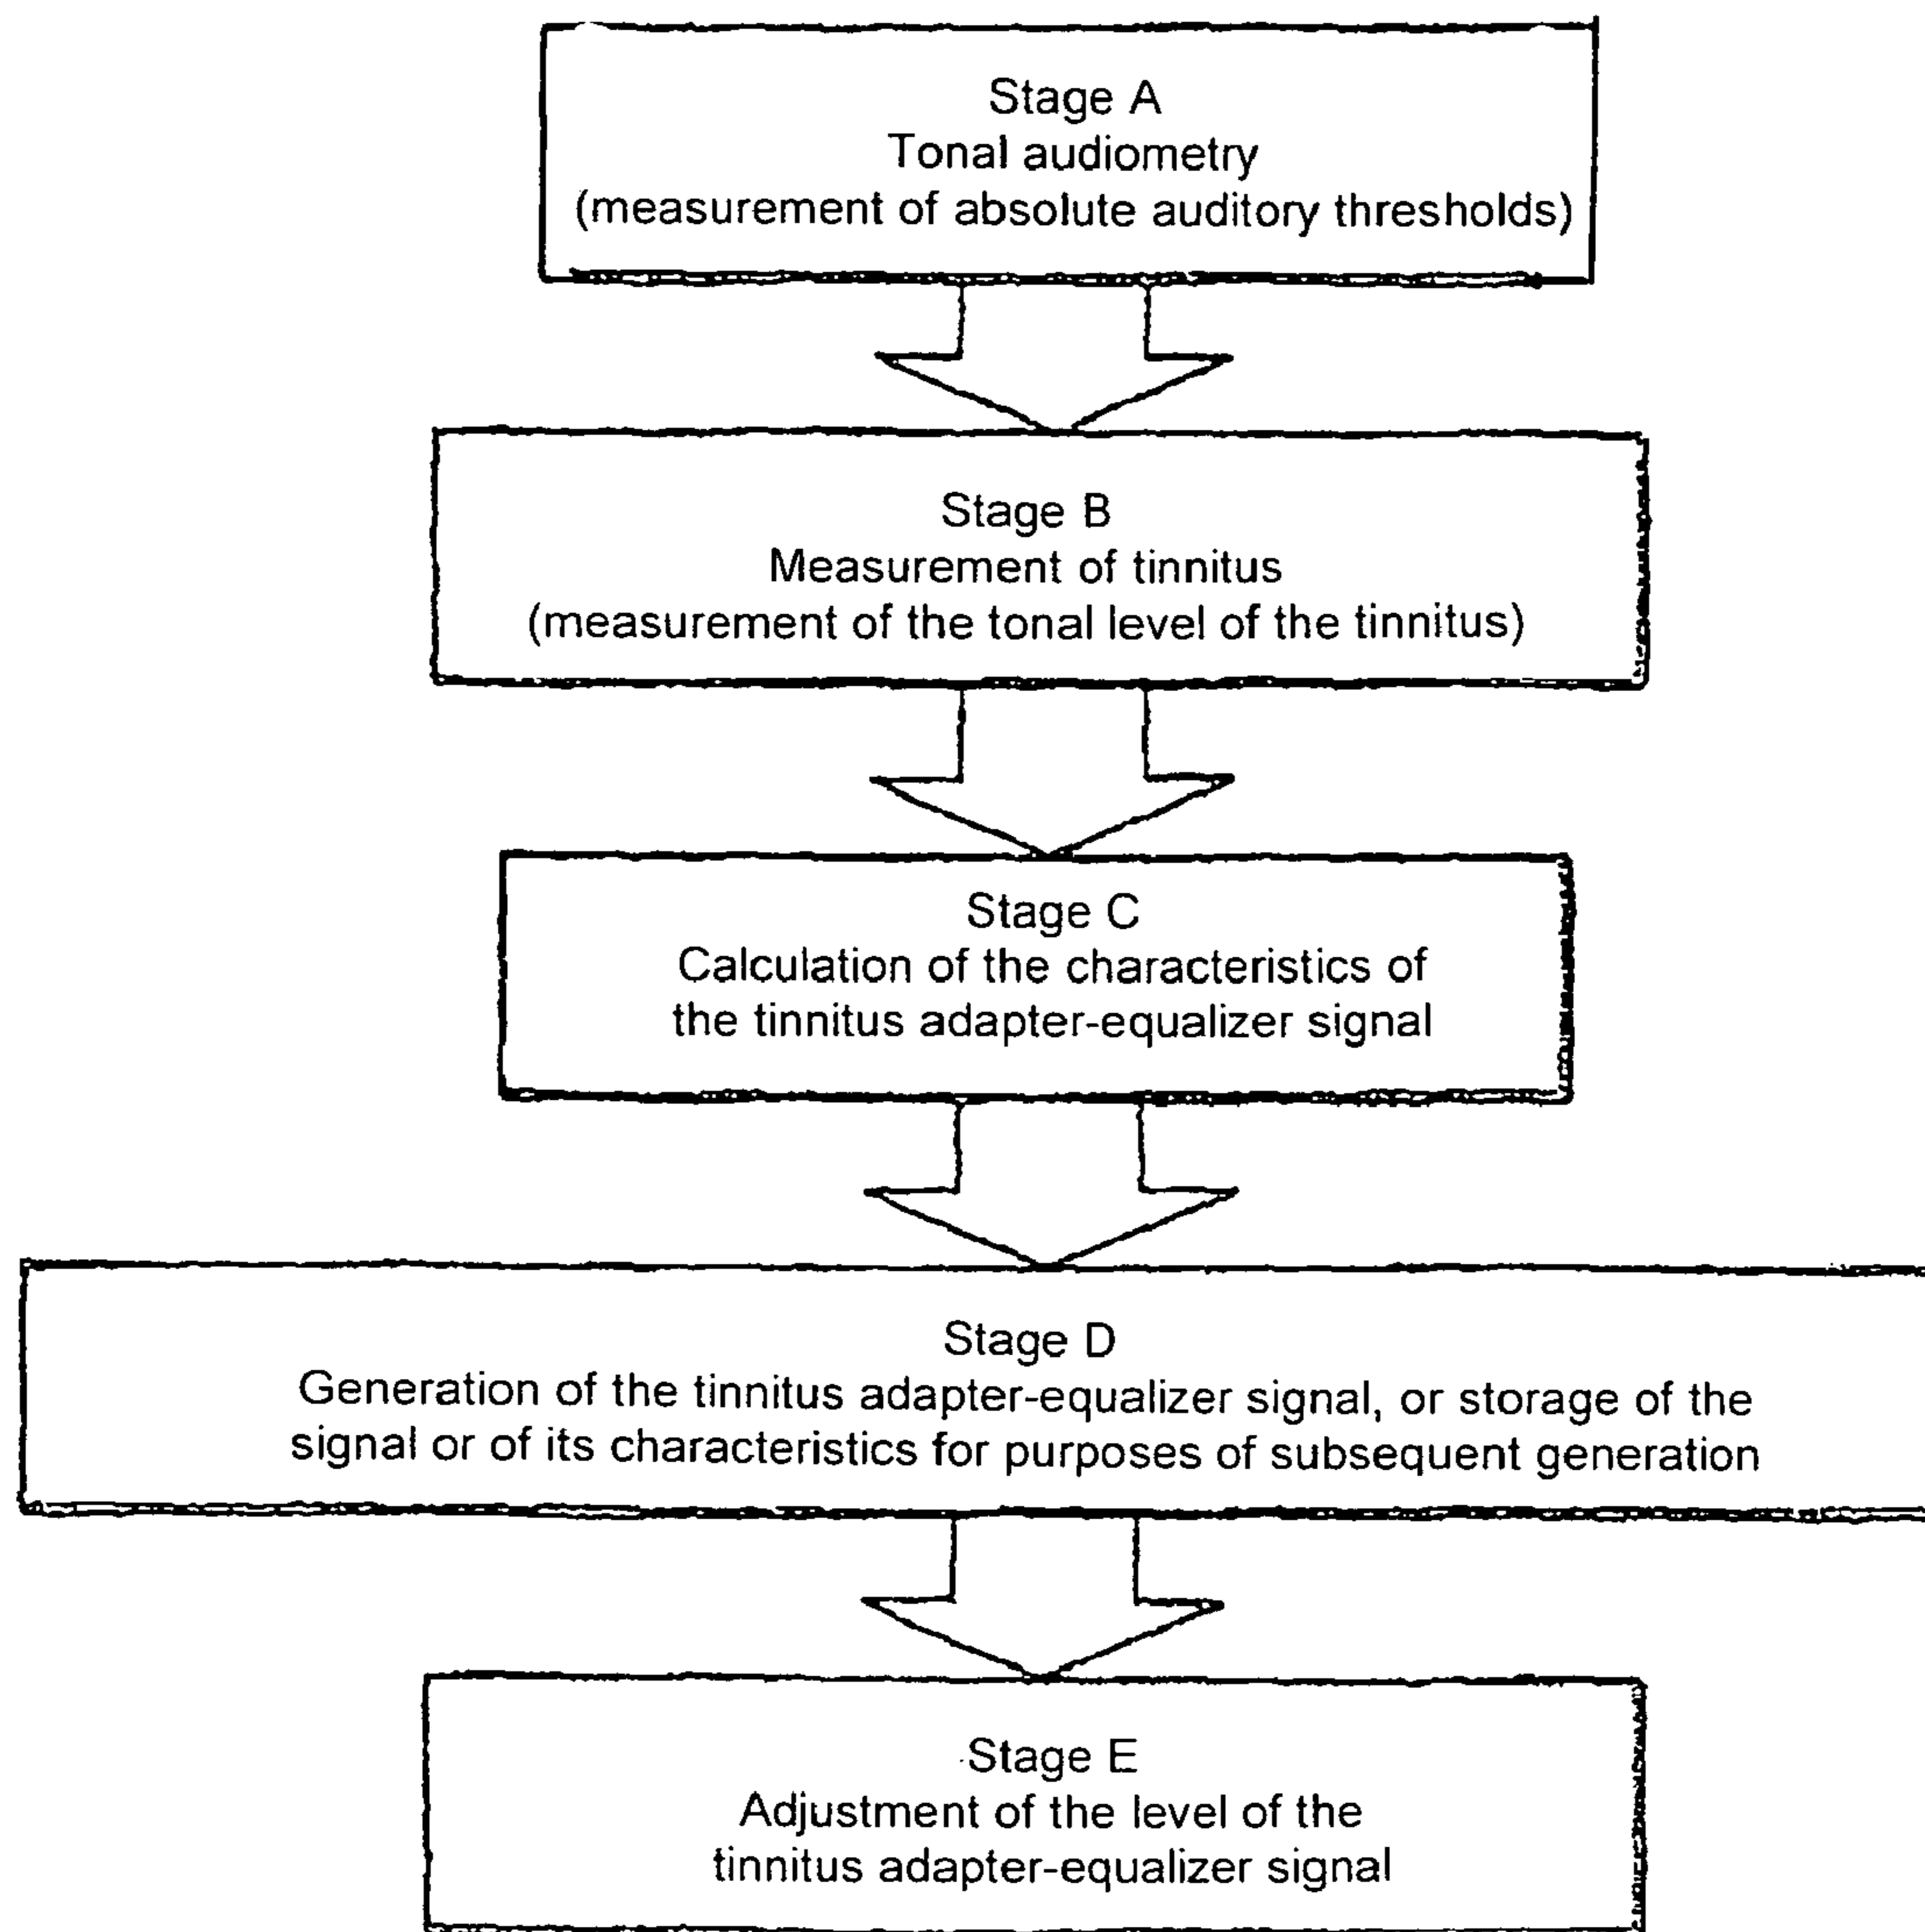 Stage A
Tonal audiometry
(measurement of absolute auditory thresholds)
Stage B
Measurement of tinnitus
(measurement of the tonal level of the tinnitus)
Stage C
Calculation of the characteristics of
the tinnitus adapter-equalizer signal
Stage D
Generation of the tinnitus adapter-equalizer signal, or storage of the
signal or of its characteristics for purposes of subsequent generation
Stage E
Adjustment of the level of the
tinnitus adapter-equalizer signal